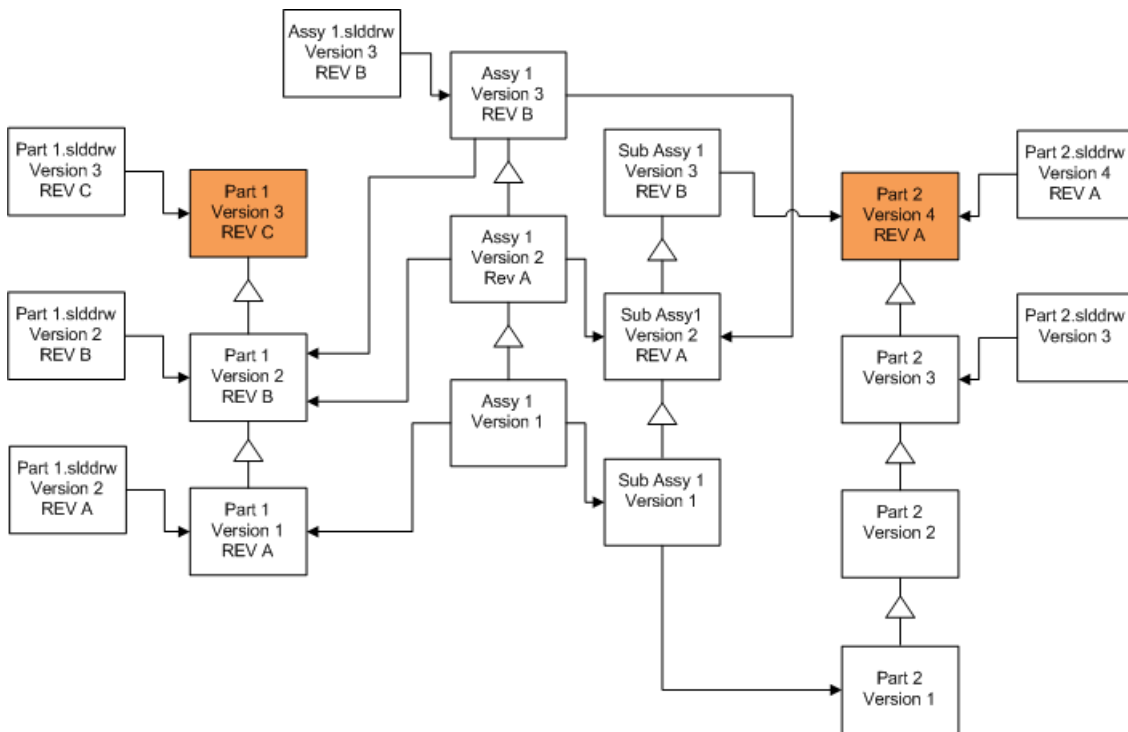 Assy 1.slddrw
Version 3
REV B
Assy 1
Version 3
REV B
Part 1.slddrw
Version 3
REV C
Part 1
Version 3
REV C
Sub Assy 1
Version 3
REV B
Part 2
Version 4
REV A
Part 2.slddrw
Version 4
REV A
Assy 1
Version 2
Rev A
Part 1.slddrw
Version 2
REV B
Part 1
Version 2
REV B
Sub Assy1
Version 2
REV A
Part 2
Version 3
Part 2.slddrw
Version 3
Assy 1
Version 1
Part 1.slddrw
Version 2
REV A
Part 1
Version 1
REV A
Sub Assy 1
Version 1
Part 2
Version 2
Part 2
Version 1